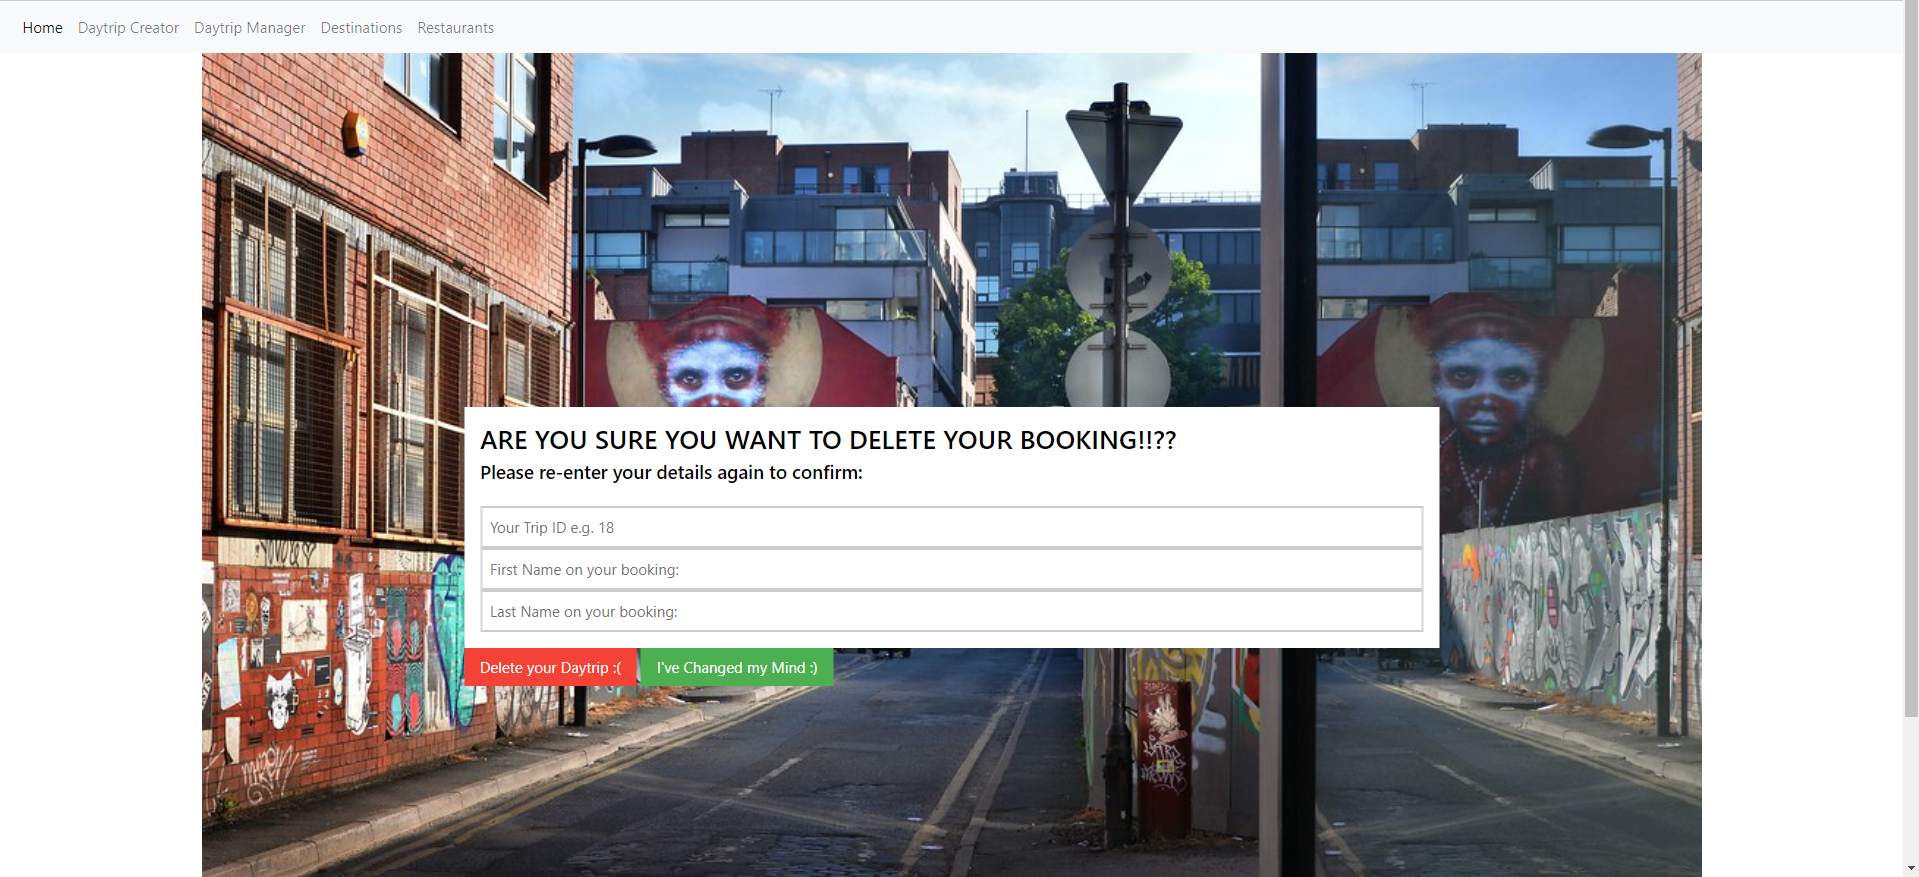 Home Daytrip Creator Daytrip Manager Destinations Restaurants
ARE YOU SURE YOU WANT TO DELETE YOUR BOOKING!!??
Please re-enter your details again to confirm:
Your Trip ID e.g. 18
First Name on your booking:
Last Name on your booking:
Delete your Daytrip :( I've Changed my Mind :)